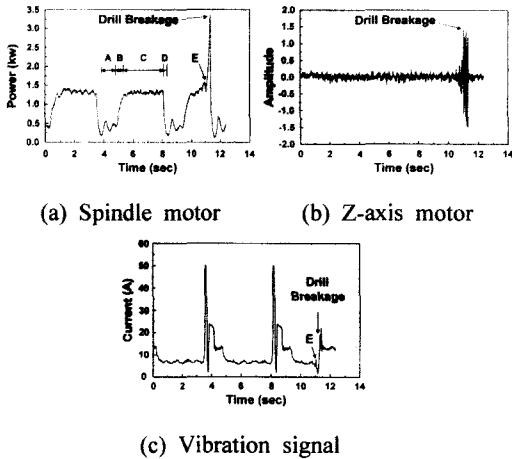 Drill Breakage
Power (kw)
3.5
3.0
2.5
2.0
1.5
1.0
0.5
0.0
A B C D
E
0 2 4 6 8 10 12 14
Time (sec)
(a) Spindle motor
Drill Breakage
Amplitude
2.0
1.5
1.0
0.5
0.0
-0.5
-1.0
-1.5
-2.0
0 2 4 6 8 10 12 14
Time (sec)
(b) Z-axis motor
Current (A)
60
50
40
30
20
10
0
Drill
Breakage
E
0 2 4 6 8 10 12 14
Time (sec)
(c) Vibration signal